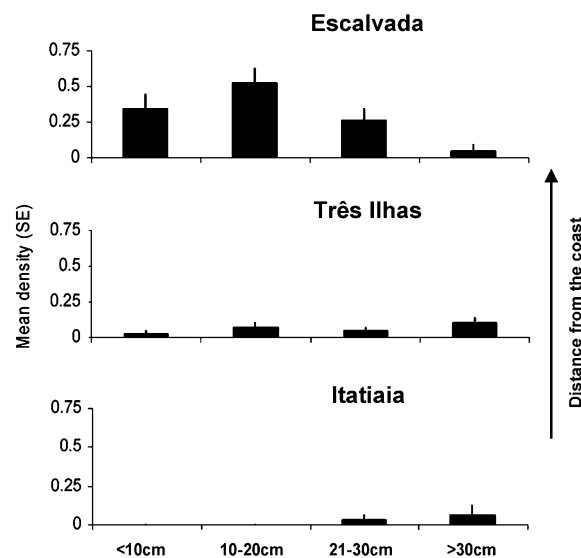 Escalvada
0.75
0.5
0.25
0
Três Ilhas
0.75
0.5
0.25
0
Itatiaia
0.75
0.5
0.25
0
<10cm 10-20cm 21-30cm >30cm
Mean density (SE)
Distance from the coast